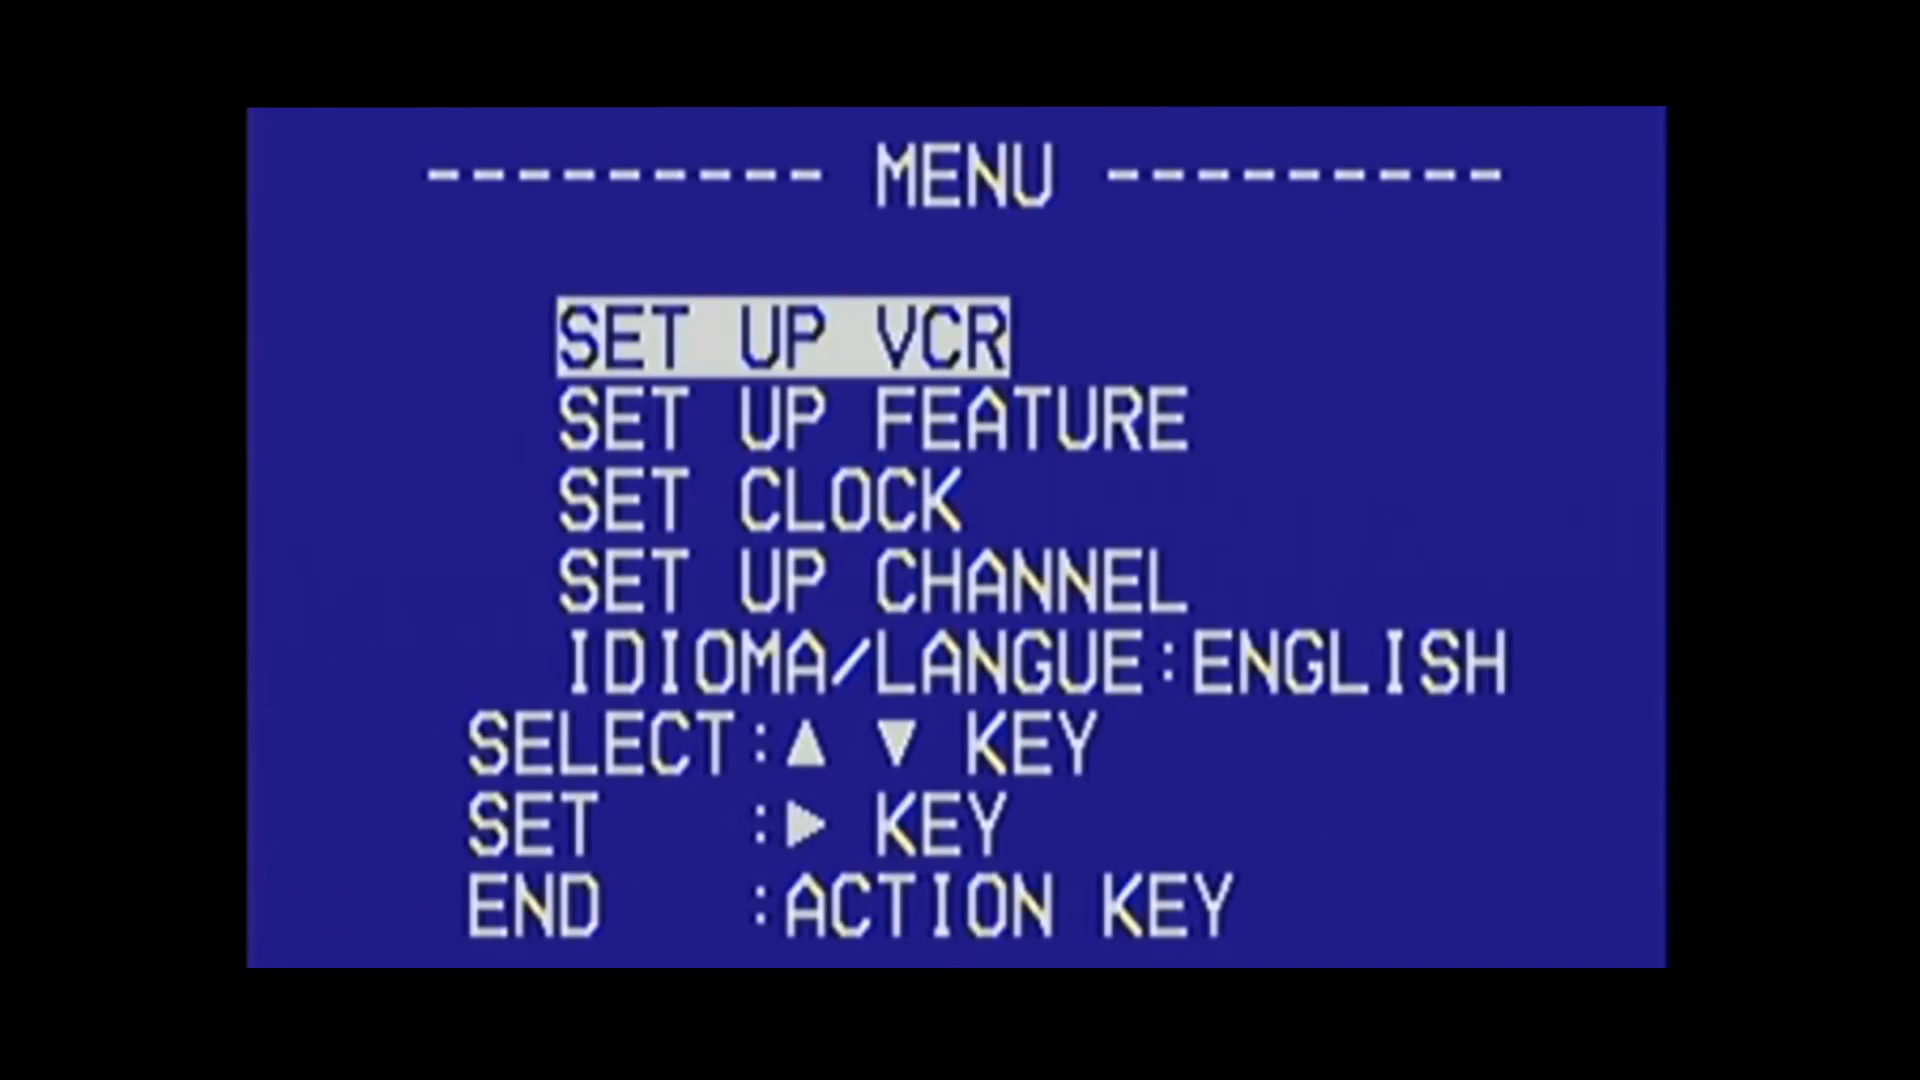 --------- MENU ---------
SET UP VCR
SET UP FEATURE
SET CLOCK
SET UP CHANNEL
IDIOMA/LANGUE:ENGLISH
SELECT:▲ ▼ KEY
SET :► KEY
END :ACTION KEY